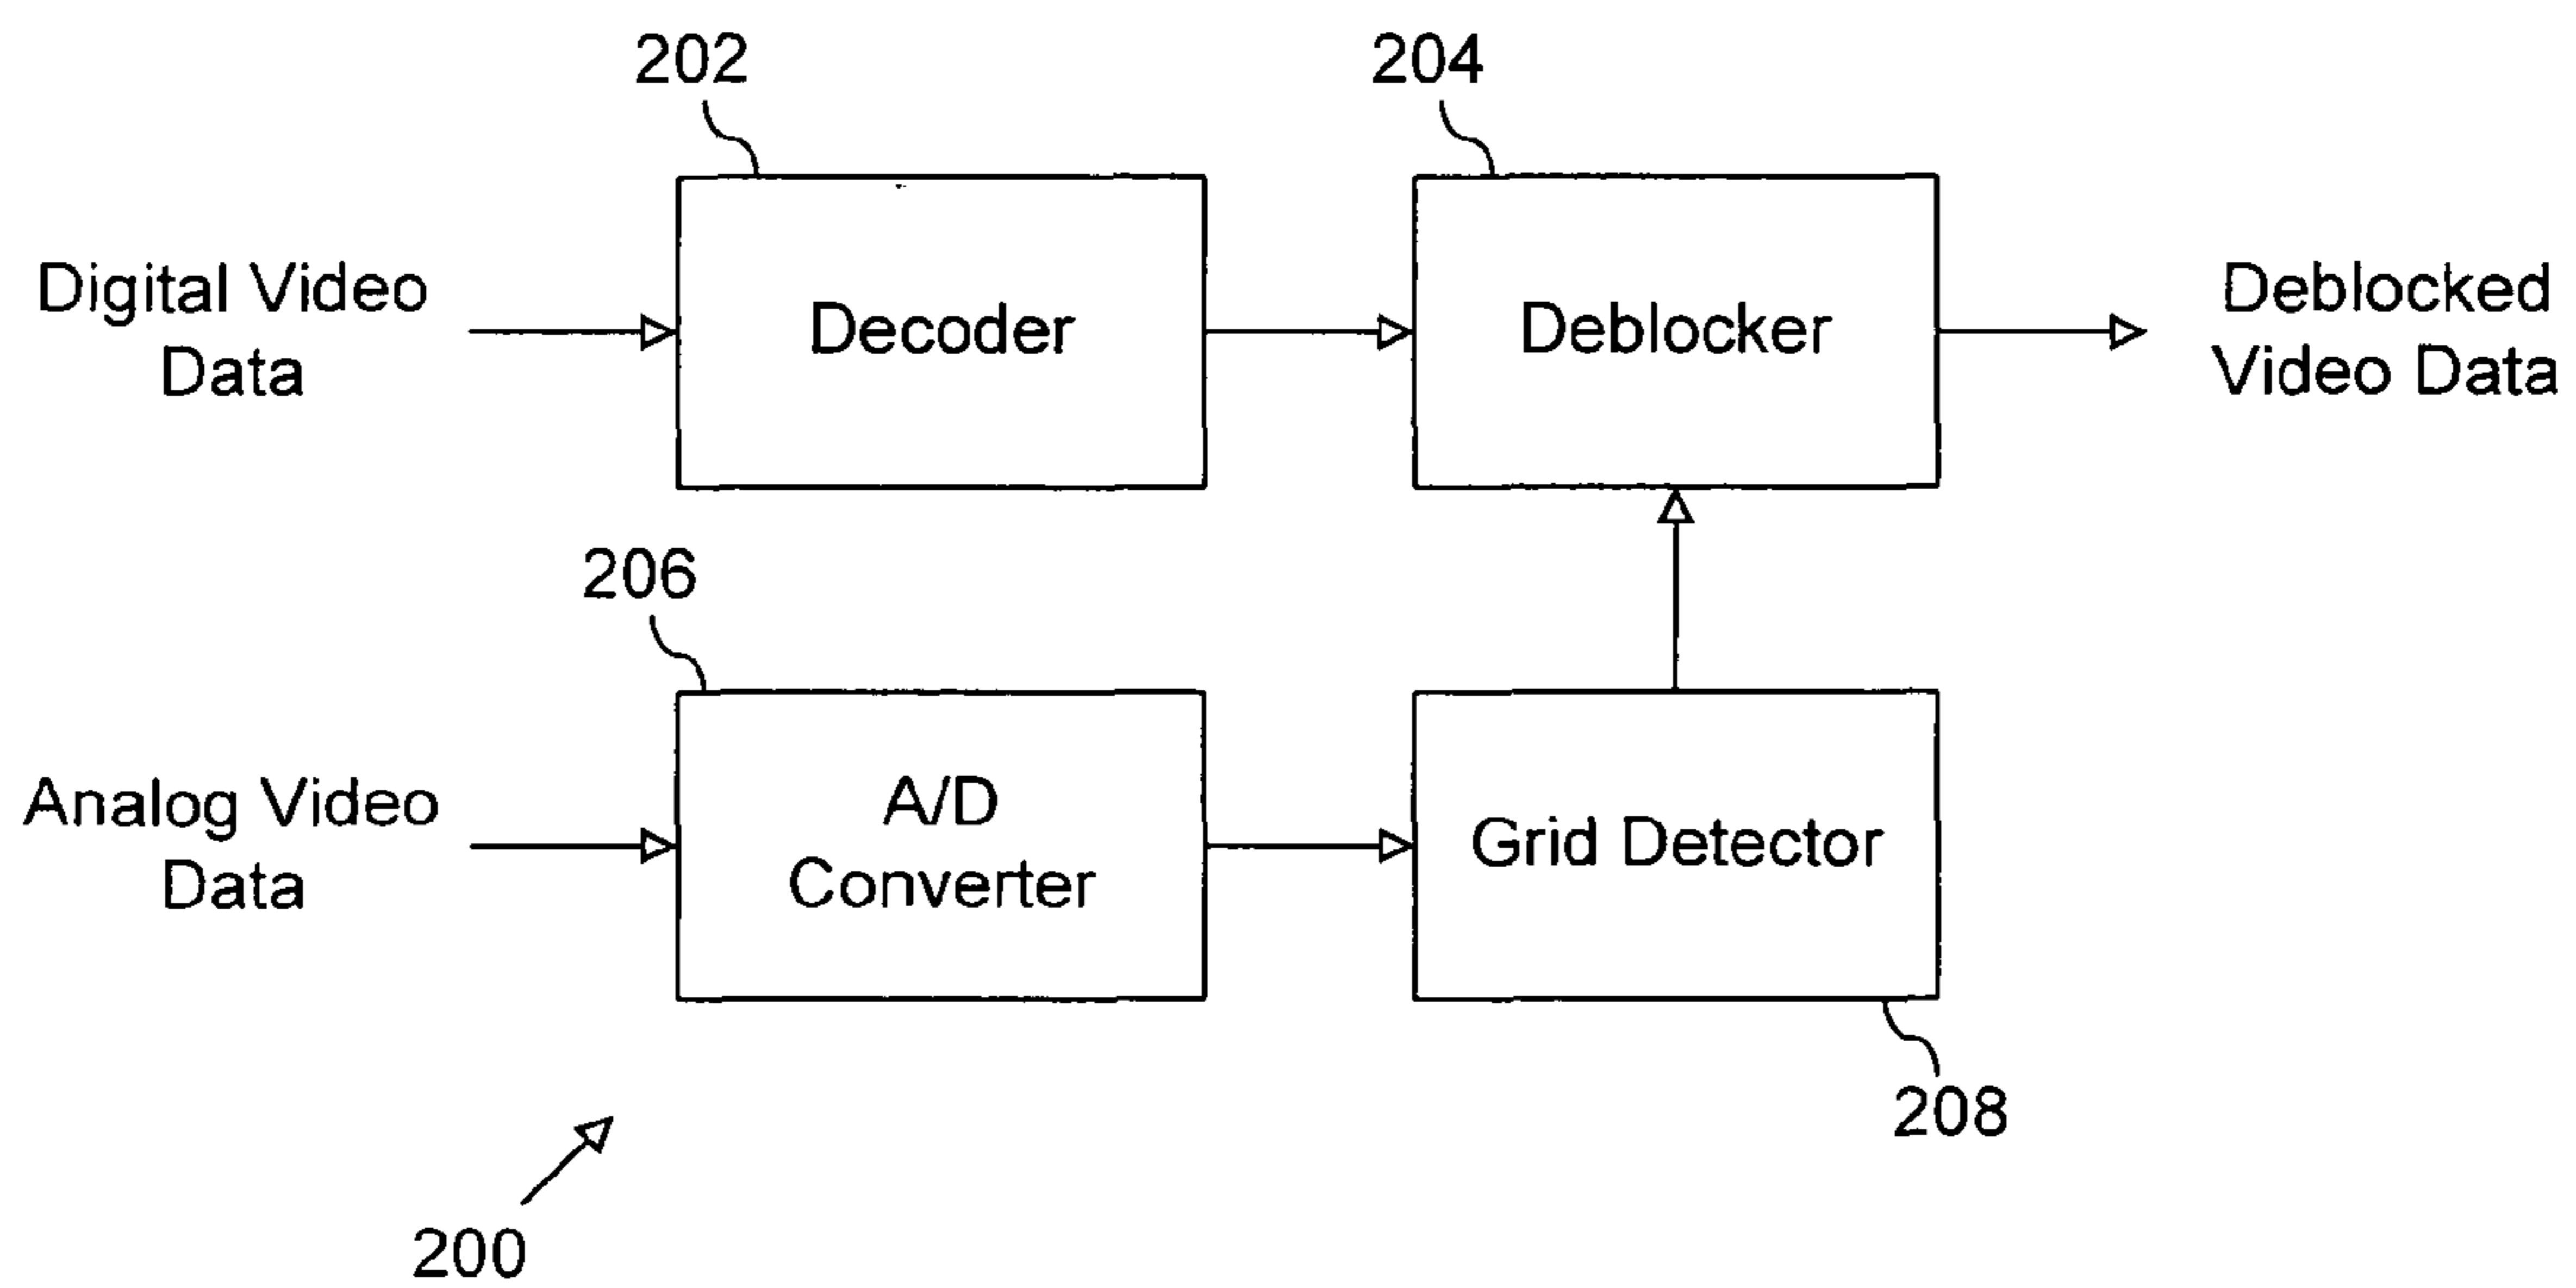 202
204
Digital Video
Data
Decoder
Deblocker
Deblocked
Video Data
206
Analog Video
Data
A/D
Converter
Grid Detector
208
200